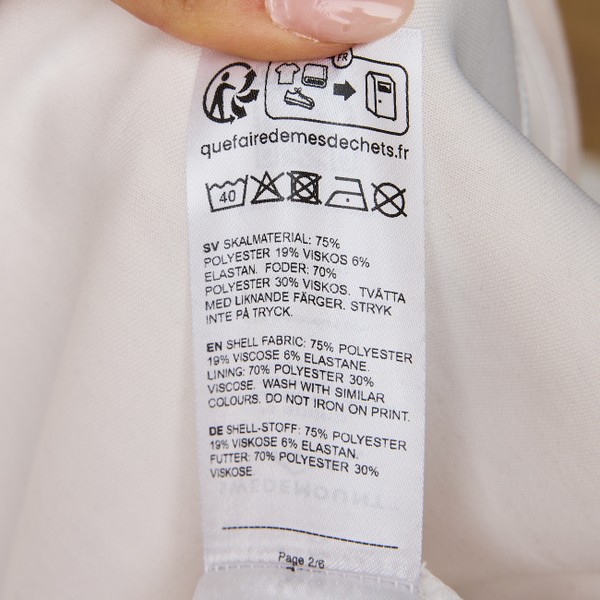 FR
quefairedemesdechets.fr
40
SV SKALMATERIAL: 75%
POLYESTER 19% VISKOS 6%
ELASTAN. FODER: 70%
POLYESTER 30% VISKOS. TVÄTTA
MED LIKNANDE FÄRGER. STRYK
INTE PÅ TRYCK.
EN SHELL FABRIC: 75% POLYESTER
19% VISCOSE 6% ELASTANE.
LINING: 70% POLYESTER 30%
VISCOSE. WASH WITH SIMILAR
COLOURS. DO NOT IRON ON PRINT.
DE SHELL-STOFF: 75% POLYESTER
19% VISKOSE 6% ELASTAN.
FUTTER: 70% POLYESTER 30%
VISKOSE.
Page 2/6